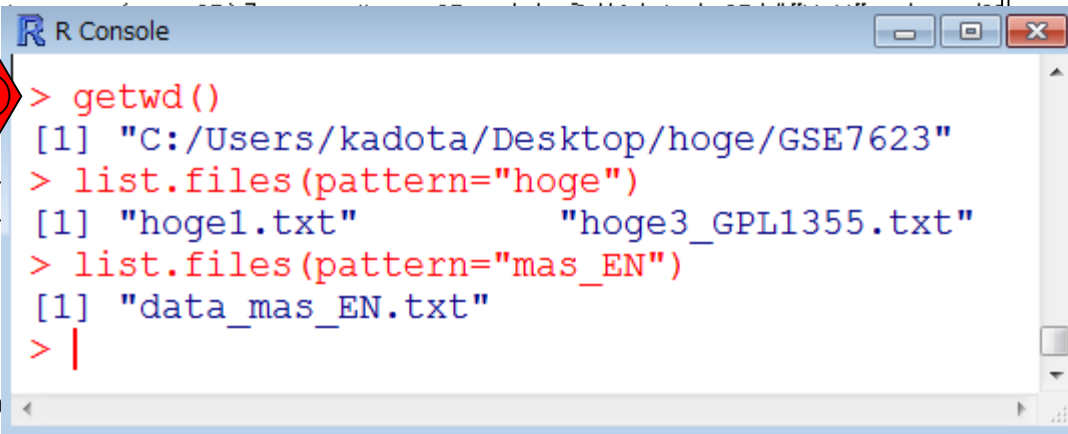 R Console
> getwd()
[1] "C:/Users/kadota/Desktop/hoge/GSE7623"
> list.files(pattern="hoge")
[1] "hoge1.txt"          "hoge3_GPL1355.txt"
> list.files(pattern="mas_EN")
[1] "data_mas_EN.txt"
>